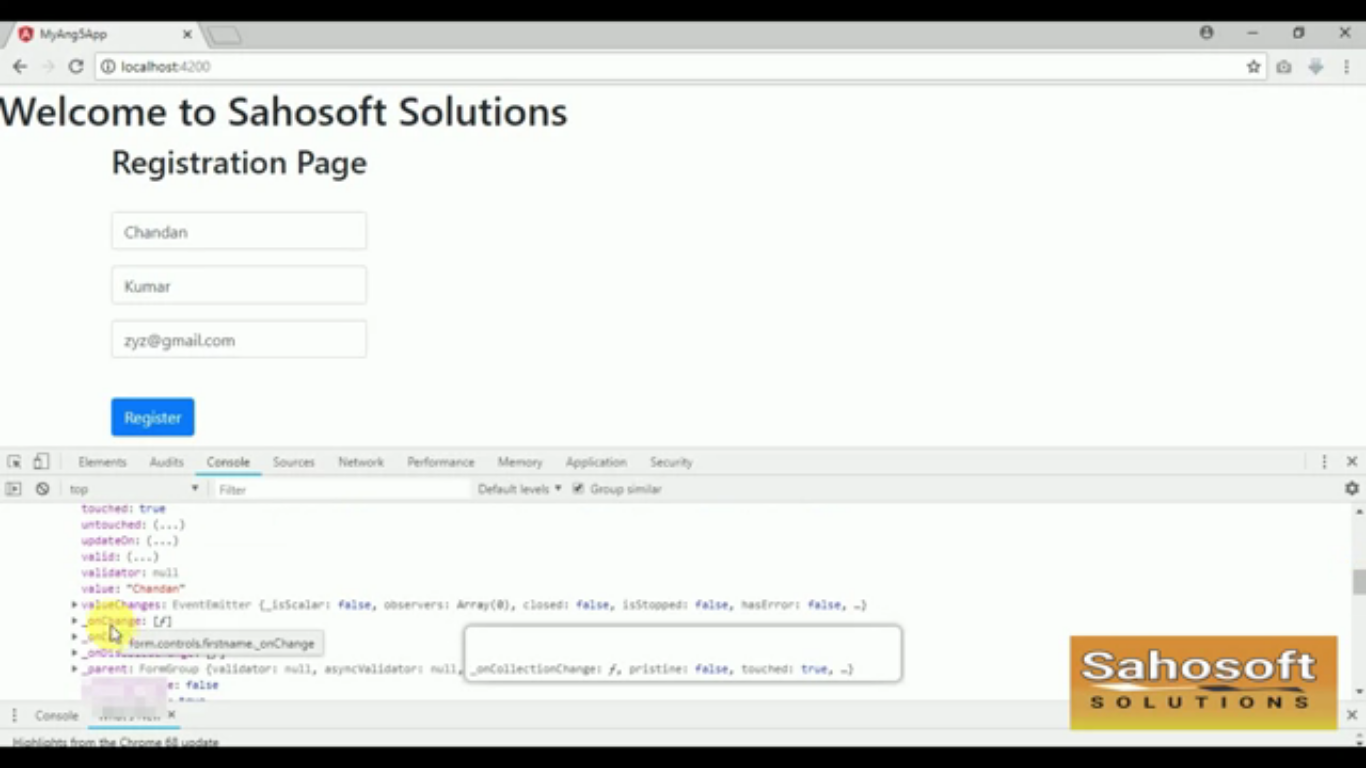 MyAng5App
localhost:4200
Welcome to Sahosoft Solutions
Registration Page
Chandan
Kumar
zyz@gmail.com
Register
Elements Audits Console Sources Network Performance Memory Application Security
top Filter Default levels Group similar
touched: true
untouched: (...)
updateOn: (...)
valid: (...)
validator: null
value: "Chandan"
valueChanges: EventEmitter {_isScalar: false, observers: Array(0), closed: false, isStopped: false, hasError: false, …}
_onChange: [ƒ]
form.controls.firstname._onChange
_parent: FormGroup {validator: null, asyncValidator: null, _onCollectionChange: ƒ, pristine: false, touched: true, …}
false
Console What's New
Highlights from the Chrome 68 update
Sahosoft
SOLUTIONS